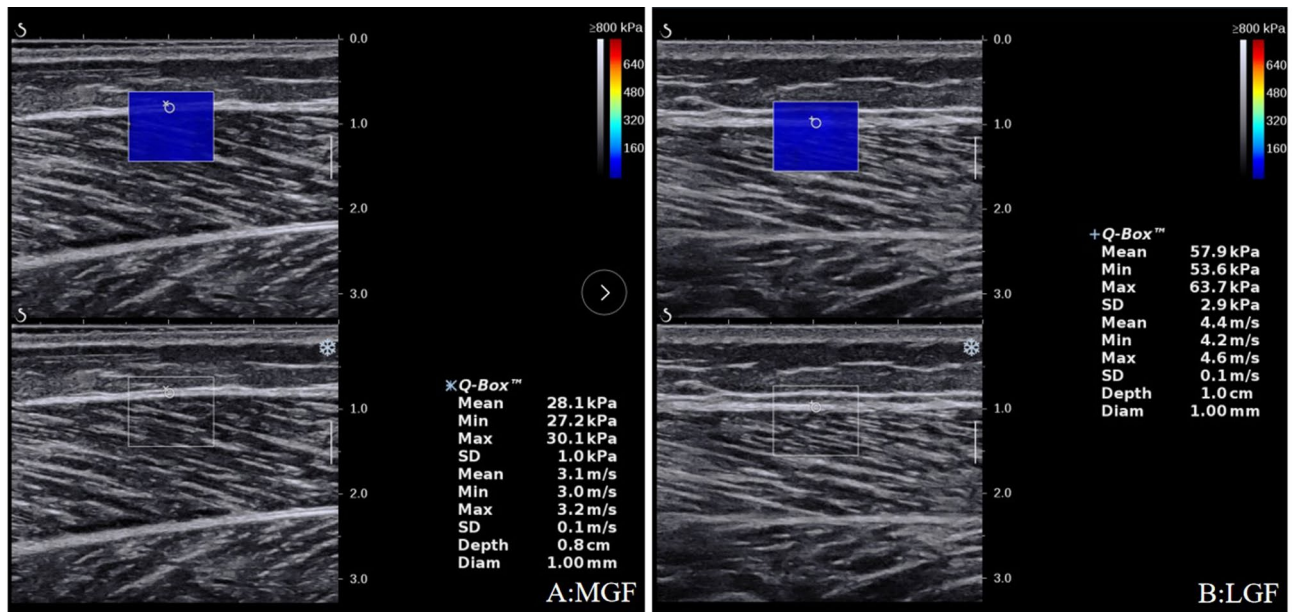 ≥800 kPa
640
480
320
160
0.0
1.0
2.0
3.0
1.0
2.0
3.0
Q-Box™
Mean 28.1 kPa
Min 27.2 kPa
Max 30.1 kPa
SD 1.0 kPa
Mean 3.1 m/s
Min 3.0 m/s
Max 3.2 m/s
SD 0.1 m/s
Depth 0.8 cm
Diam 1.00 mm
A:MGF
≥800 kPa
640
480
320
160
0.0
1.0
2.0
3.0
1.0
2.0
3.0
+Q-Box™
Mean 57.9 kPa
Min 53.6 kPa
Max 63.7 kPa
SD 2.9 kPa
Mean 4.4 m/s
Min 4.2 m/s
Max 4.6 m/s
SD 0.1 m/s
Depth 1.0 cm
Diam 1.00 mm
B:LGF